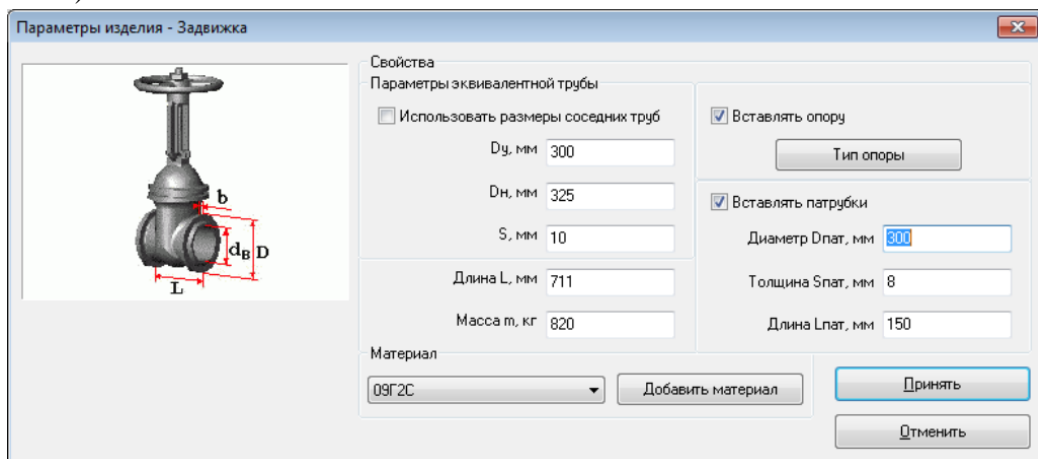 Параметры изделия - Задвижка
b
dв D
L
Свойства
Параметры эквивалентной трубы
Использовать размеры соседних труб
Dу, мм 300
Dн, мм 325
S, мм 10
Длина L, мм 711
Масса m, кг 820
Вставлять опору
Тип опоры
Вставлять патрубки
Диаметр Dпат, мм 300
Толщина Sпат, мм 8
Длина Lпат, мм 150
Материал
09Г2С
Добавить материал
Принять
Отменить